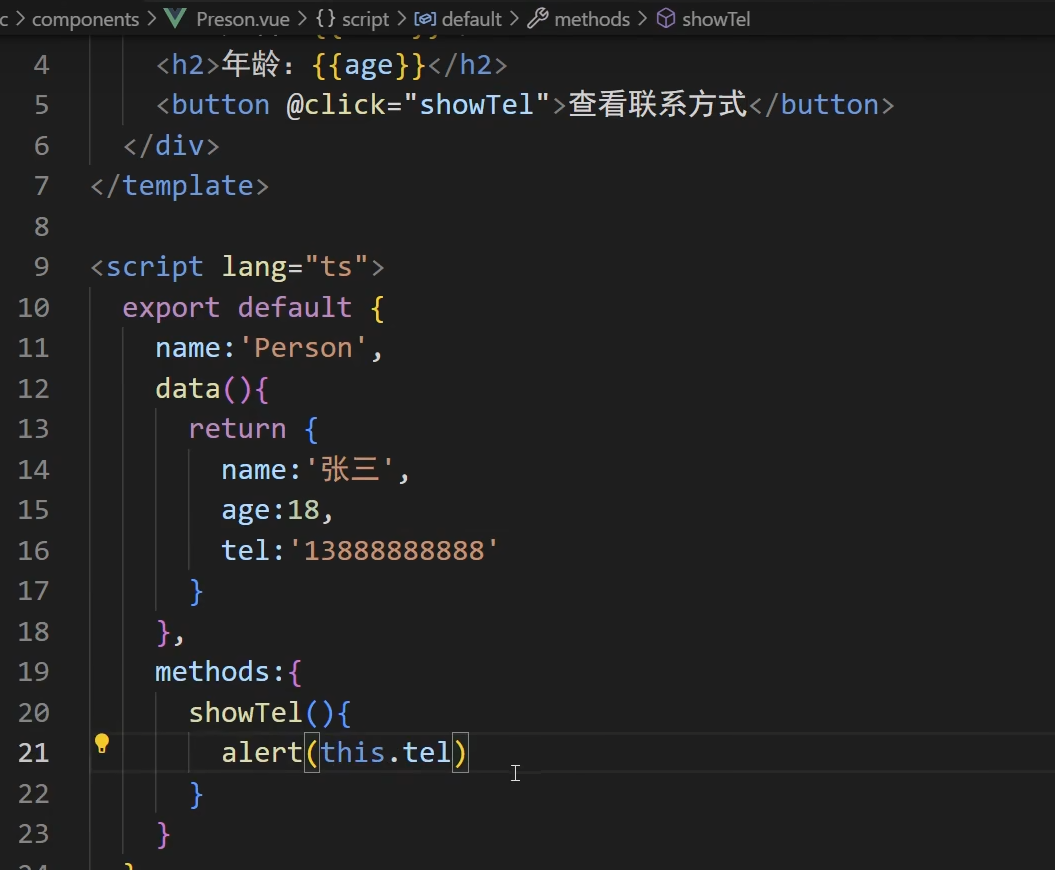 c > components > Preson.vue > {} script > default > methods > showTel
4 <h2>年龄：{{age}}</h2>
5 <button @click="showTel">查看联系方式</button>
6 </div>
7 </template>
8
9 <script lang="ts">
10 export default {
11 name:'Person',
12 data(){
13 return {
14 name:'张三',
15 age:18,
16 tel:'13888888888'
17 }
18 },
19 methods:{
20 showTel(){
21 alert(this.tel)
22 }
23 }